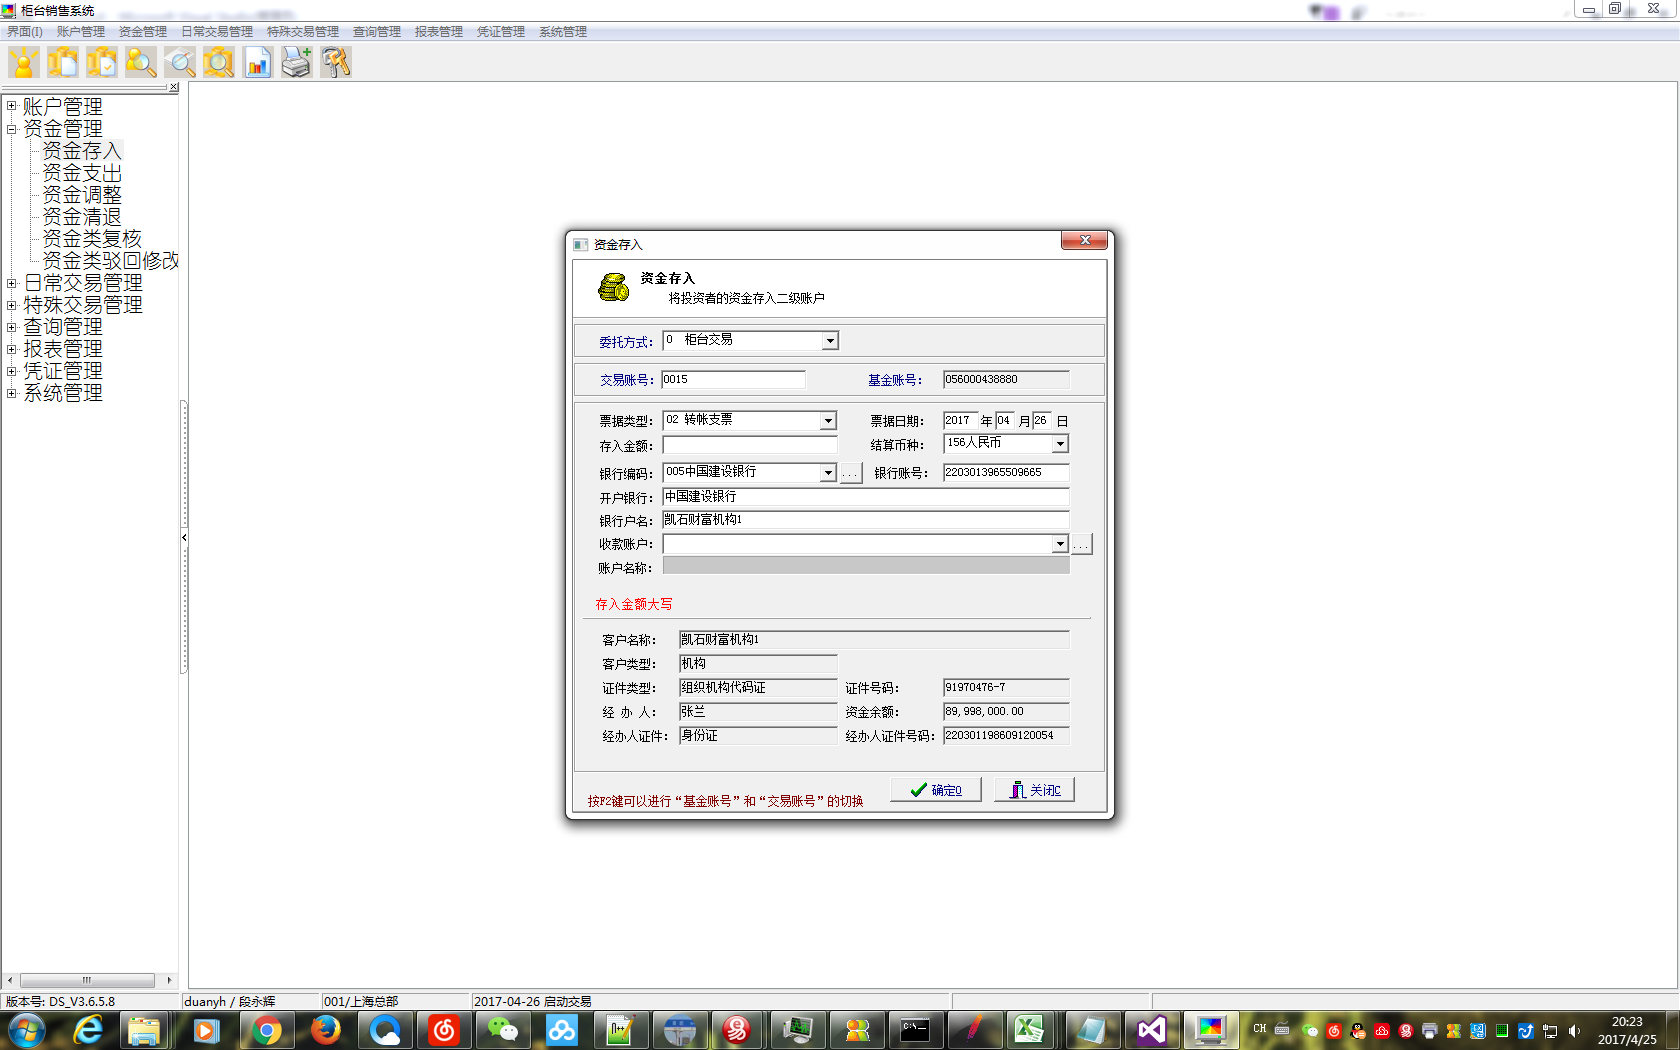 柜台销售系统
界面(I) 账户管理 资金管理 日常交易管理 特殊交易管理 查询管理 报表管理 凭证管理 系统管理
账户管理
资金管理
资金存入
资金支出
资金调整
资金清退
资金类复核
资金类驳回修改
日常交易管理
特殊交易管理
查询管理
报表管理
凭证管理
系统管理
资金存入
资金存入
将投资者的资金存入二级账户
委托方式: 0 柜台交易
交易账号: 0015 基金账号: 056000438880
票据类型: 02 转帐支票 票据日期: 2017 年 04 月 26 日
存入金额: 结算币种: 156人民币
银行编码: 005中国建设银行 ... 银行账号: 2203013965509665
开户银行: 中国建设银行
银行户名: 凯石财富机构1
收款账户: ...
账户名称:
存入金额大写
客户名称: 凯石财富机构1
客户类型: 机构
证件类型: 组织机构代码证 证件号码: 91970476-7
经 办 人: 张兰 资金余额: 89,998,000.00
经办人证件: 身份证 经办人证件号码: 220301198609120054
按F2键可以进行“基金账号”和“交易账号”的切换 确定O 关闭C
版本号: DS_V3.6.5.8 duanyh / 段永辉 001/上海总部 2017-04-26 启动交易
CH 20:23
2017/4/25